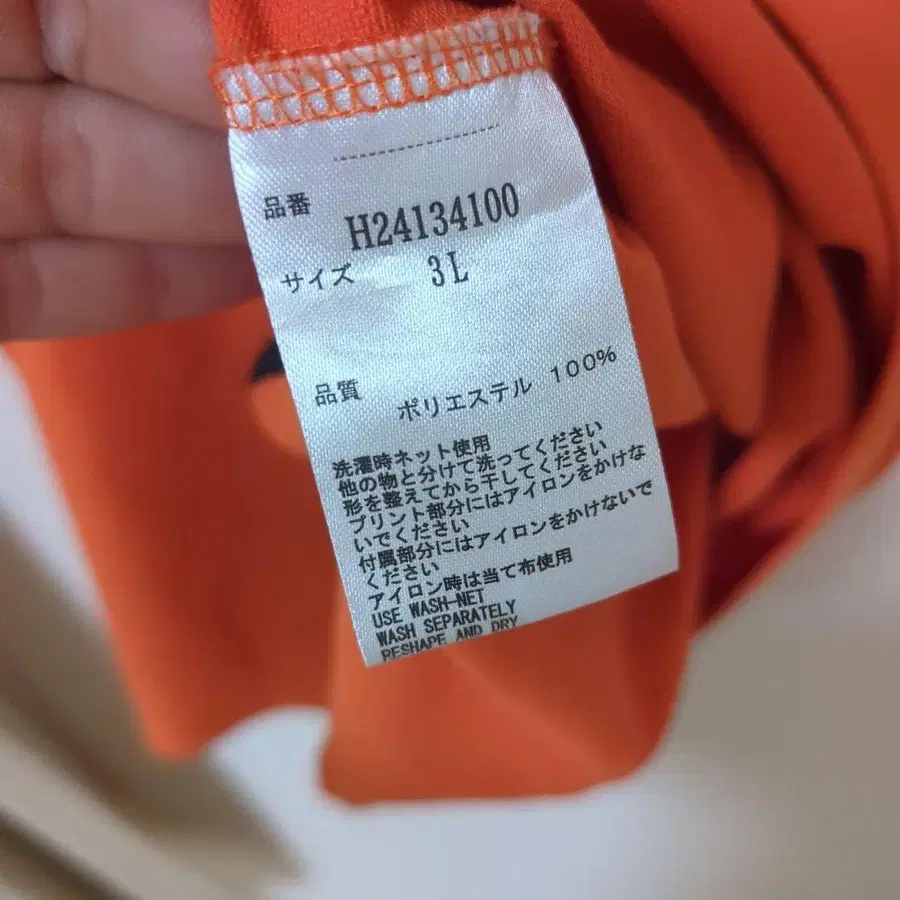 品番
H24134100
サイズ 3L
品質
ポリエステル 100%
洗濯時ネット使用
他の物と分けて洗ってください
形を整えてから干してください
プリント部分にはアイロンをかけな
いでください
付属部分にはアイロンをかけないで
ください
アイロン時は当て布使用
USE WASH-NET
WASH SEPARATELY
RESHAPE AND DRY